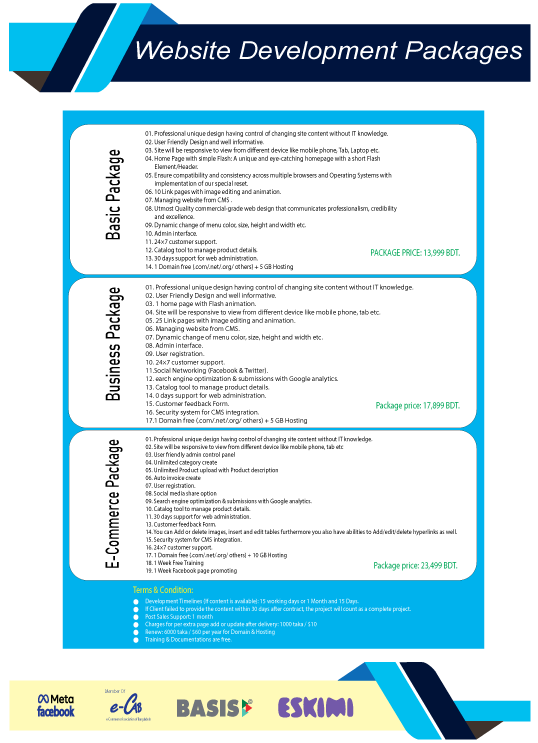 Website Development Packages
Basic Package
01. Professional unique design having control of changing site content without IT knowledge.
02. User Friendly Design and well informative.
03. Site will be responsive to view from different device like mobile phone, Tab, Laptop etc.
04. Home Page with simple Flash: A unique and eye-catching homepage with a short Flash
Element/Header.
05. Ensure compatibility and consistency across multiple browsers and Operating Systems with
implementation of our special reset.
06. 10 Link pages with image editing and animation.
07. Managing website from CMS .
08. Utmost Quality commercial-grade web design that communicates professionalism, credibility
and excellence.
09. Dynamic change of menu color, size, height and width etc.
10. Admin interface.
11. 24×7 customer support.
12. Catalog tool to manage product details.
13. 30 days support for web administration.
14. 1 Domain free (.com/.net/.org/ others) + 5 GB Hosting
PACKAGE PRICE: 13,999 BDT.
Business Package
01. Professional unique design having control of changing site content without IT knowledge.
02. User Friendly Design and well informative.
03. 1 home page with Flash animation.
04. Site will be responsive to view from different device like mobile phone, tab etc.
05. 25 Link pages with image editing and animation.
06. Managing website from CMS.
07. Dynamic change of menu color, size, height and width etc.
08. Admin interface.
09. User registration.
10. 24×7 customer support.
11.Social Networking (Facebook & Twitter).
12. earch engine optimization & submissions with Google analytics.
13. Catalog tool to manage product details.
14. 0 days support for web administration.
15. Customer feedback Form.
16. Security system for CMS integration.
17.1 Domain free (.com/.net/.org/ others) + 5 GB Hosting
Package price: 17,899 BDT.
E-Commerce Package
01. Professional unique design having control of changing site content without IT knowledge.
02. Site will be responsive to view from different device like mobile phone, tab etc
03. User friendly admin control panel
04. Unlimited category create
05. Unlimited Product upload with Product description
06. Auto invoice create
07. User registration.
08. Social media share option
09. Search engine optimization & submissions with Google analytics.
10. Catalog tool to manage product details.
11. 30 days support for web administration.
13. Customer feedback Form.
14. You can Add or delete images, insert and edit tables furthermore you also have abilities to Add/edit/delete hyperlinks as well.
15. Security system for CMS integration.
16. 24×7 customer support.
17. 1 Domain free (.com/.net/.org/ others) + 10 GB Hosting
18. 1 Week Free Training
19. 1 Week Facebook page promoting
Package price: 23,499 BDT.
Terms & Condition:
Development Timelines (If content is available): 15 working days or 1 Month and 15 Days.
If Client failed to provide the content within 30 days after contract, the project will count as a complete project.
Post Sales Support: 1 month
Charges for per extra page add or update after delivery: 1000 taka / $10
Renew: 6000 taka / $60 per year for Domain & Hosting
Training & Documentations are free.
Meta
facebook
Member Of
e-CAB
e-Commerce Association of Bangladesh
BASIS
ESKIMI